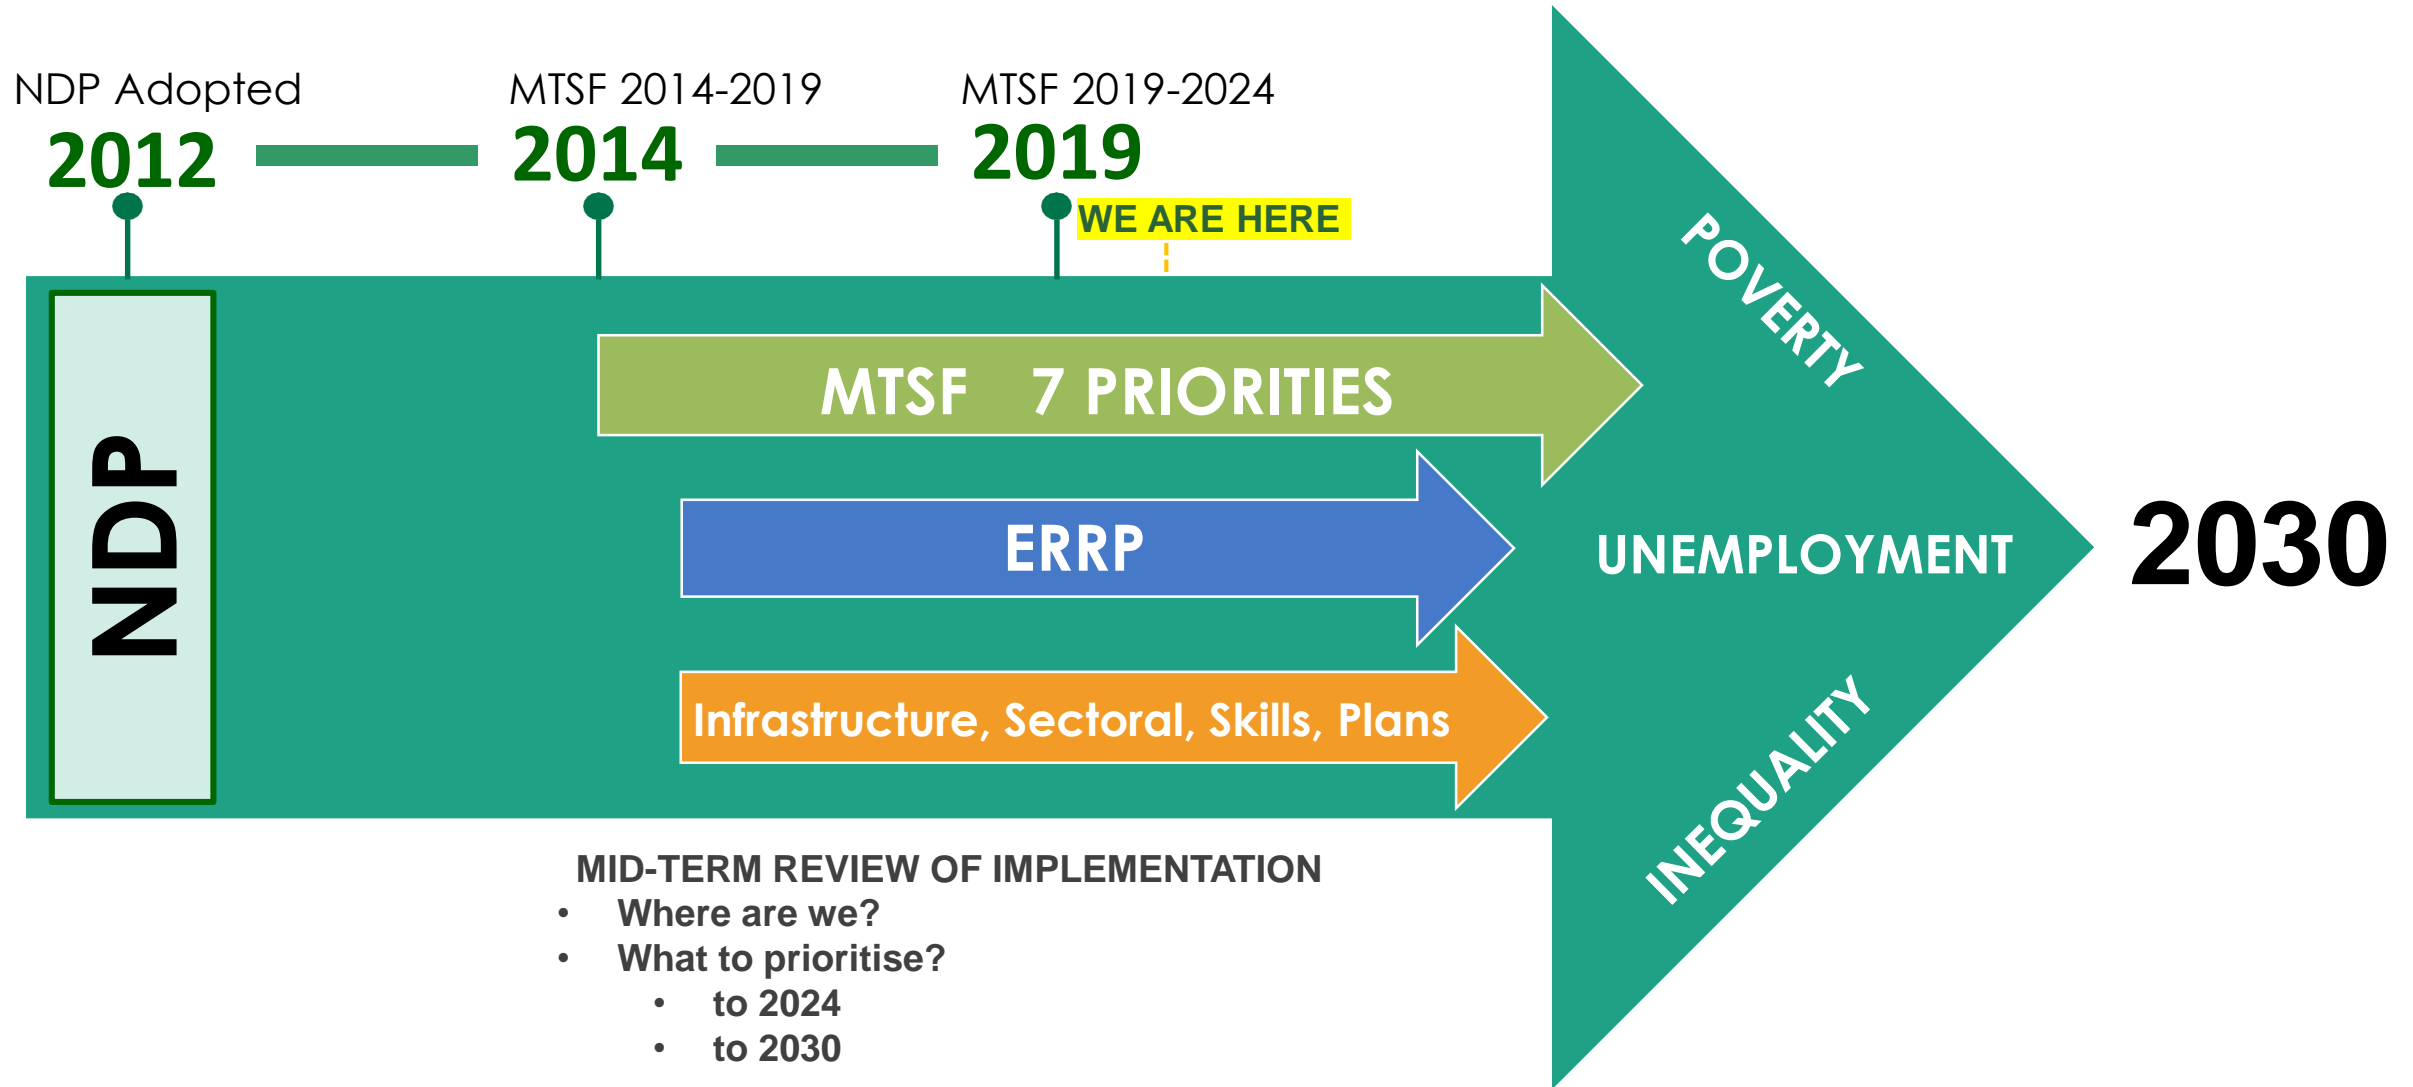 NDP Adopted
2012
MTSF 2014-2019
2014
MTSF 2019-2024
2019
WE ARE HERE
NDP
MTSF 7 PRIORITIES
ERRP
Infrastructure, Sectoral, Skills, Plans
POVERTY
UNEMPLOYMENT
INEQUALITY
2030
MID-TERM REVIEW OF IMPLEMENTATION
• Where are we?
• What to prioritise?
• to 2024
• to 2030